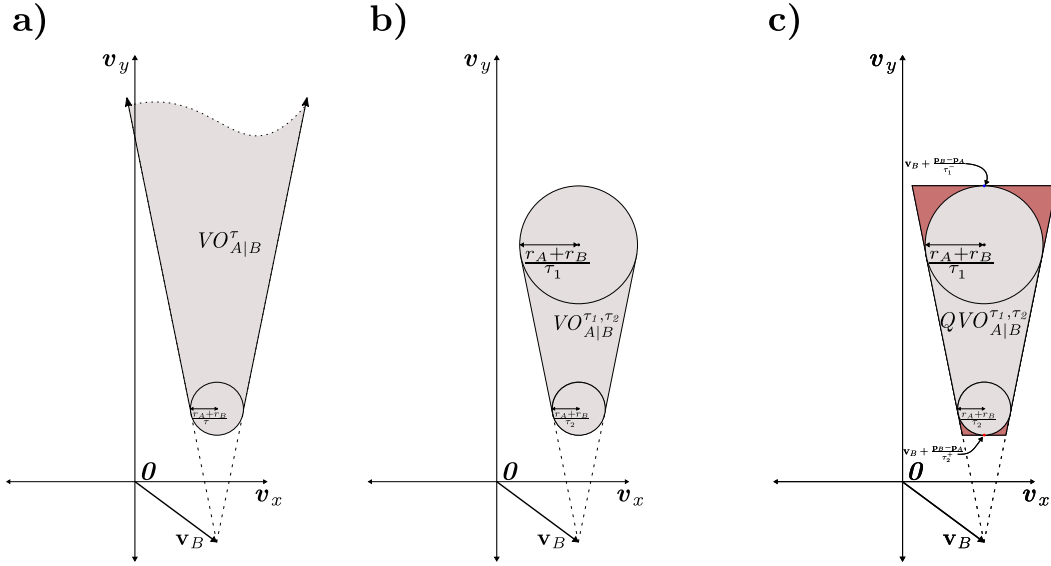 a) b) c)
v_y
VO^τ_{A|B}
r_A+r_B / τ
0
v_x
v_B
v_y
r_A+r_B / τ_1
VO^{τ_1,τ_2}_{A|B}
r_A+r_B / τ_2
0
v_x
v_B
v_y
v_B + p_B−p_A / τ_1^−
r_A+r_B / τ_1
QVO^{τ_1,τ_2}_{A|B}
r_A+r_B / τ_2
v_B + p_B−p_A / τ_2^+
0
v_x
v_B